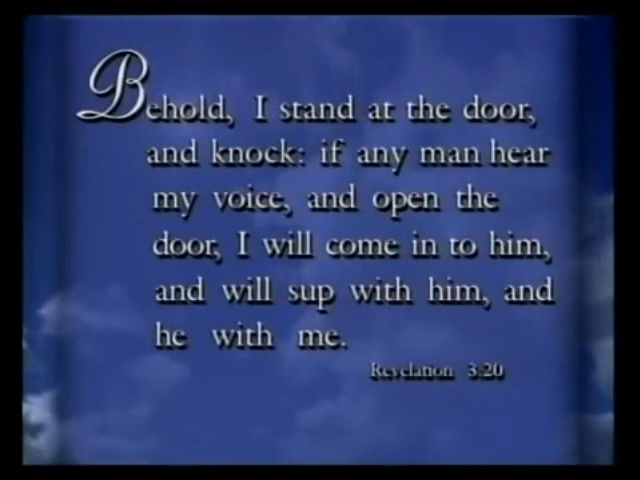 Behold, I stand at the door,
and knock: if any man hear
my voice, and open the
door, I will come in to him,
and will sup with him, and
he with me.
Revelation 3:20